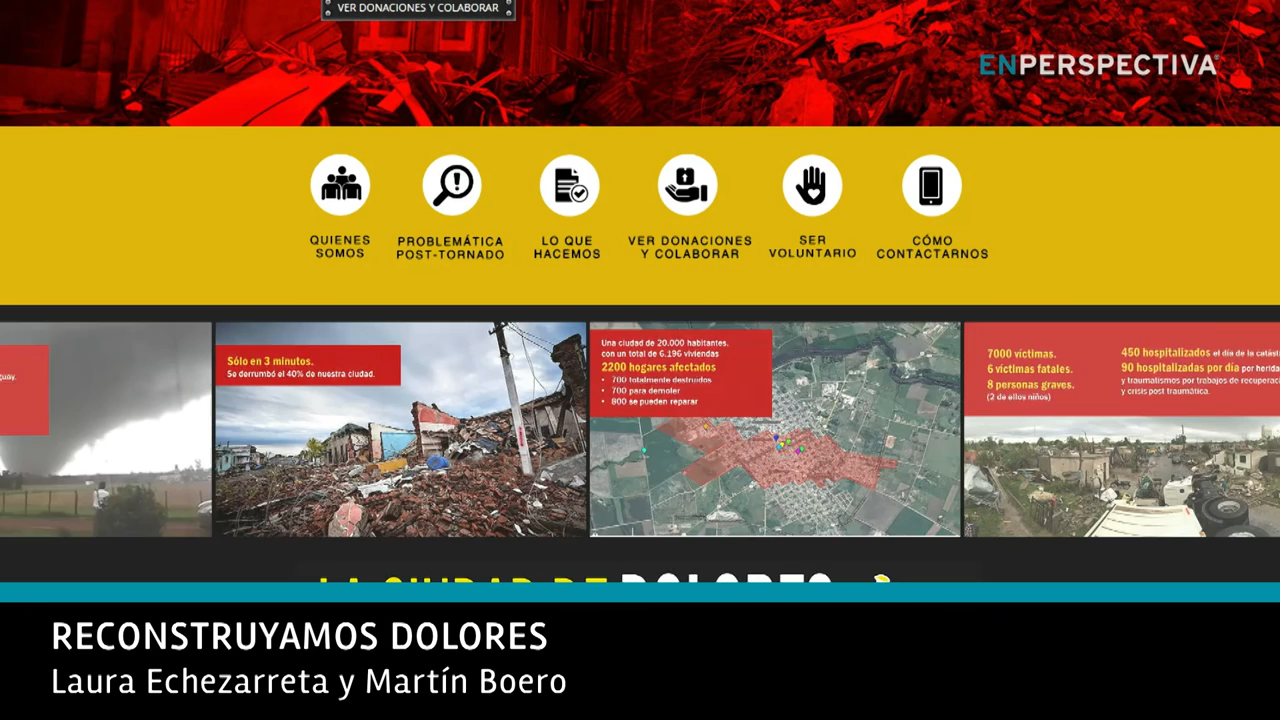 VER DONACIONES Y COLABORAR
ENPERSPECTIVA
QUIENES
SOMOS
PROBLEMÁTICA
POST-TORNADO
LO QUE
HACEMOS
VER DONACIONES
Y COLABORAR
SER
VOLUNTARIO
CÓMO
CONTACTARNOS
Sólo en 3 minutos.
Se derrumbó el 40% de nuestra ciudad.
Una ciudad de 20.000 habitantes.
con un total de 6.196 viviendas
2200 hogares afectados
• 700 totalmente destruidos
• 700 para demoler
• 800 se pueden reparar
7000 víctimas.
6 víctimas fatales.
8 personas graves.
(2 de ellos niños)
450 hospitalizados el día de la
90 hospitalizadas por día por
y traumatismos por trabajos de
y crisis post traumática.
LA CIUDAD DE DOLORES
RECONSTRUYAMOS DOLORES
Laura Echezarreta y Martín Boero